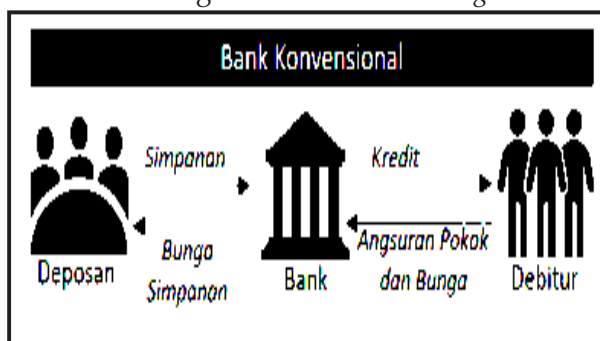 Bank Konvensional
Simpanan
Kredit
Bunga
Simpanan
Angsuran Pokok
dan Bunga
Deposan
Bank
Debitur